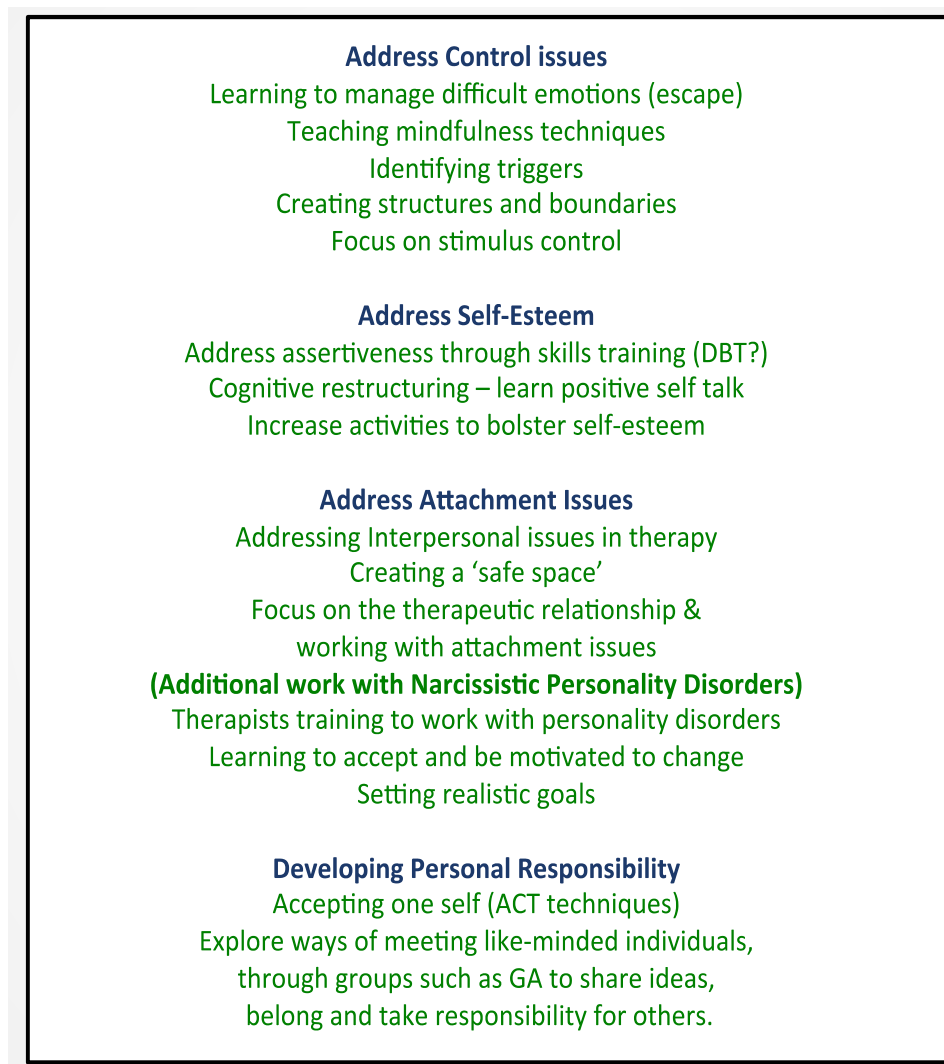 Address Control issues
Learning to manage difficult emotions (escape)
Teaching mindfulness techniques
Identifying triggers
Creating structures and boundaries
Focus on stimulus control
Address Self-Esteem
Address assertiveness through skills training (DBT?)
Cognitive restructuring – learn positive self talk
Increase activities to bolster self-esteem
Address Attachment Issues
Addressing Interpersonal issues in therapy
Creating a ‘safe space’
Focus on the therapeutic relationship &
working with attachment issues
(Additional work with Narcissistic Personality Disorders)
Therapists training to work with personality disorders
Learning to accept and be motivated to change
Setting realistic goals
Developing Personal Responsibility
Accepting one self (ACT techniques)
Explore ways of meeting like-minded individuals,
through groups such as GA to share ideas,
belong and take responsibility for others.